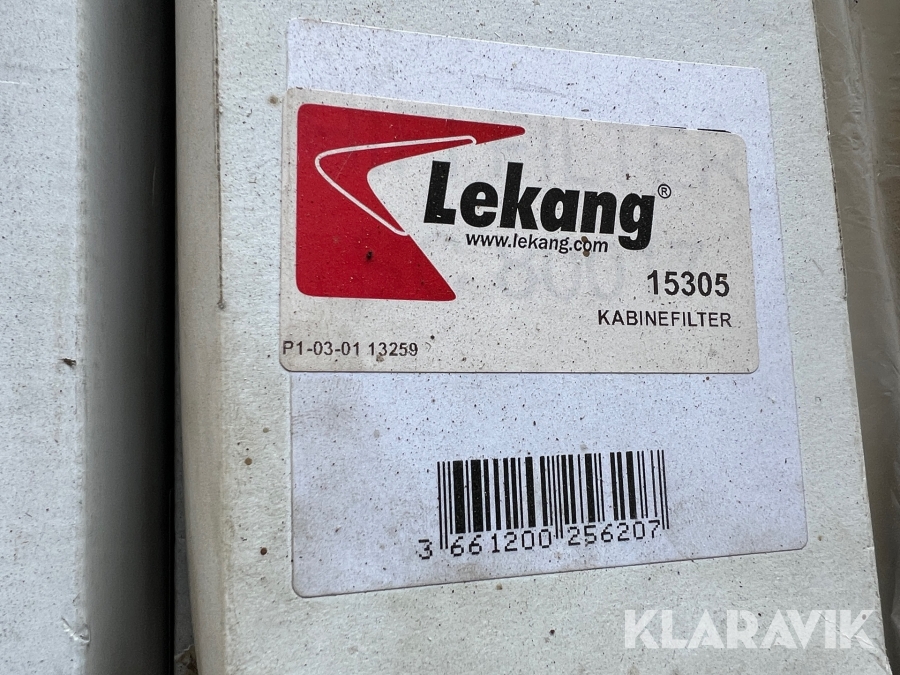 Lekang®
www.lekang.com
15305
KABINEFILTER
P1-03-01 13259
3 661200 256207
KLARAVIK